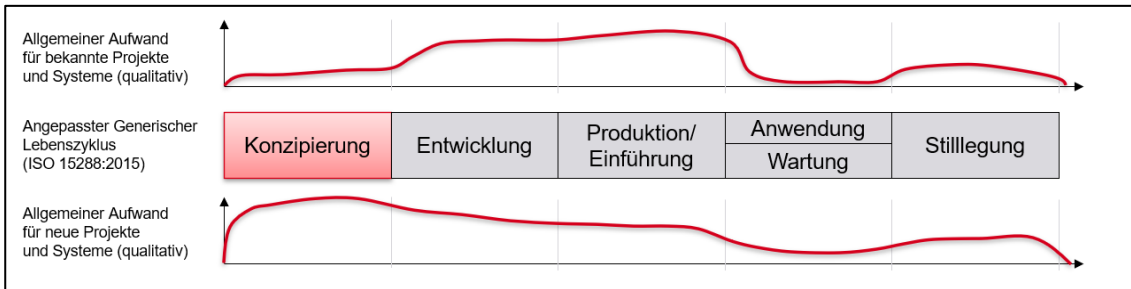 Allgemeiner Aufwand
für bekannte Projekte
und Systeme (qualitativ)
Angepasster Generischer
Lebenszyklus
(ISO 15288:2015)
Konzipierung
Entwicklung
Produktion/
Einführung
Anwendung
Wartung
Stilllegung
Allgemeiner Aufwand
für neue Projekte
und Systeme (qualitativ)